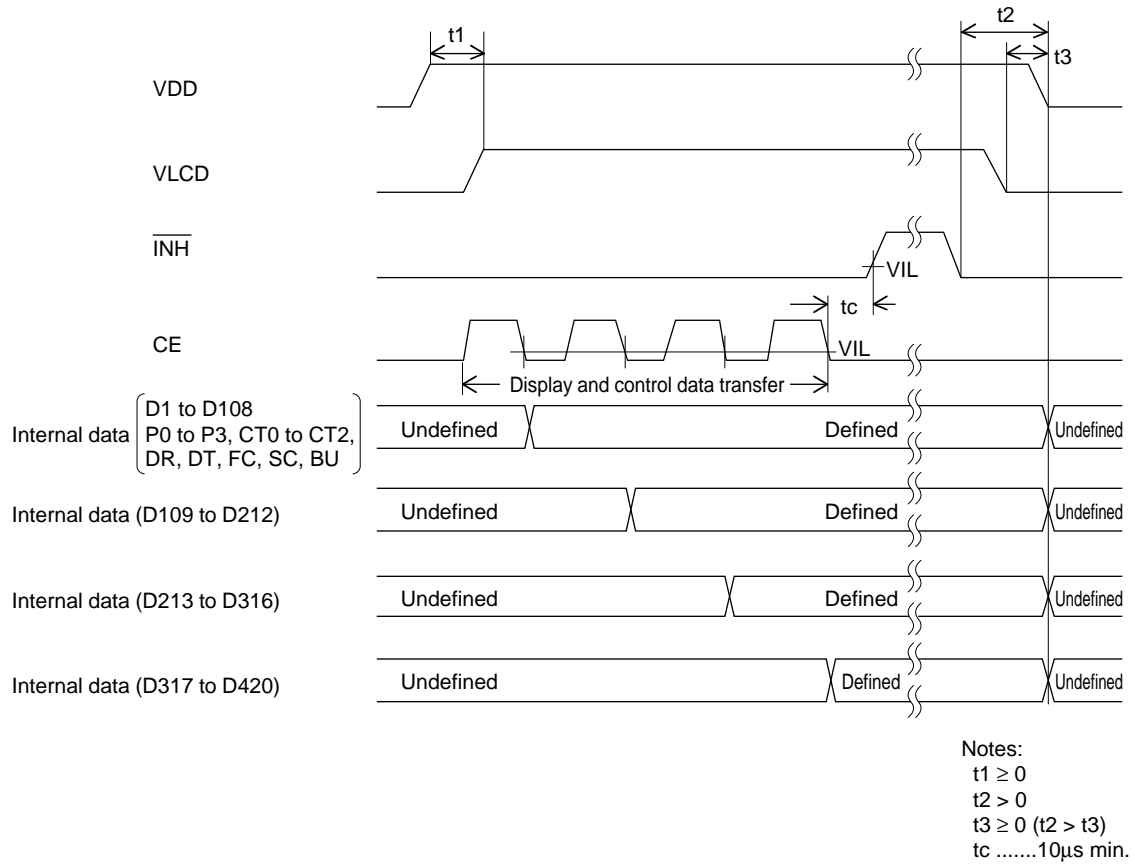 t1
t2
t3
VDD
VLCD
INH
VIL
tc
CE
VIL
Display and control data transfer
Internal data
D1 to D108
P0 to P3, CT0 to CT2,
DR, DT, FC, SC, BU
Undefined
Defined
Undefined
Internal data (D109 to D212)
Undefined
Defined
Undefined
Internal data (D213 to D316)
Undefined
Defined
Undefined
Internal data (D317 to D420)
Undefined
Defined
Undefined
Notes:
t1 ≥ 0
t2 > 0
t3 ≥ 0 (t2 > t3)
tc .......10μs min.